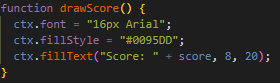 function drawScore() {
  ctx.font = "16px Arial";
  ctx.fillStyle = "#0095DD";
  ctx.fillText("Score: " + score, 8, 20);
}